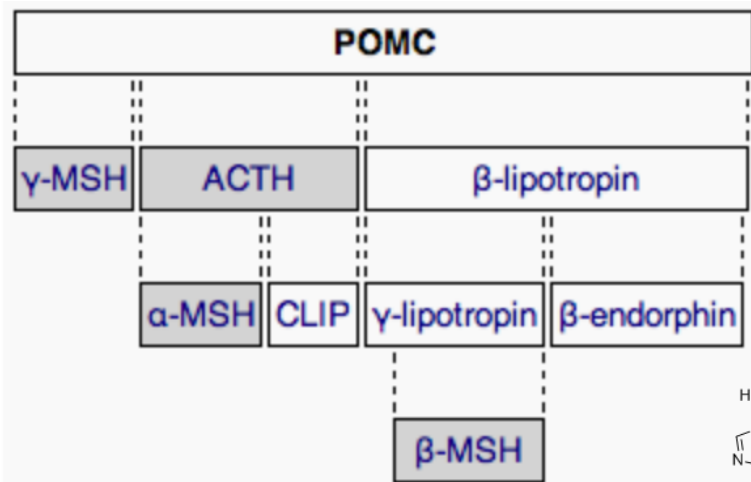 POMC
γ-MSH ACTH β-lipotropin
α-MSH CLIP γ-lipotropin β-endorphin
H
β-MSH
N